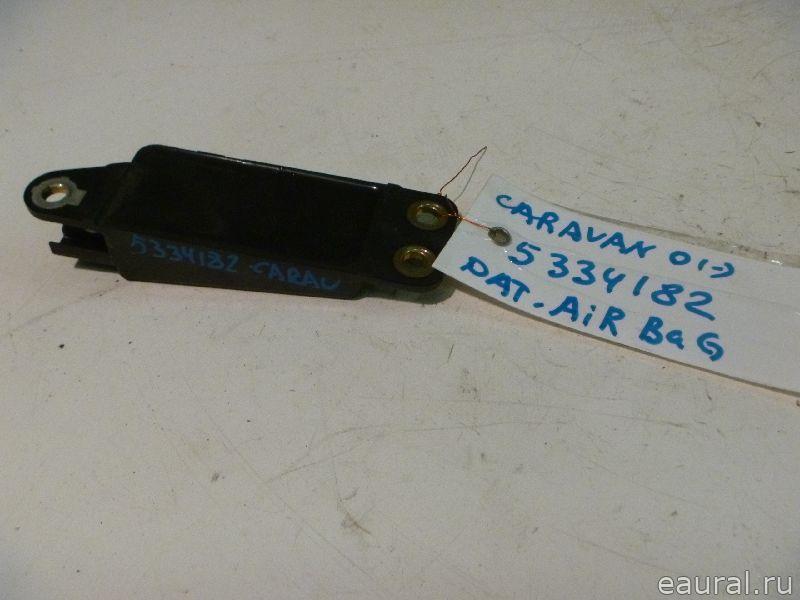 5334182 CARAV
CARAVAN 01>
5334182
DAT. AiR BaG
eaural.ru